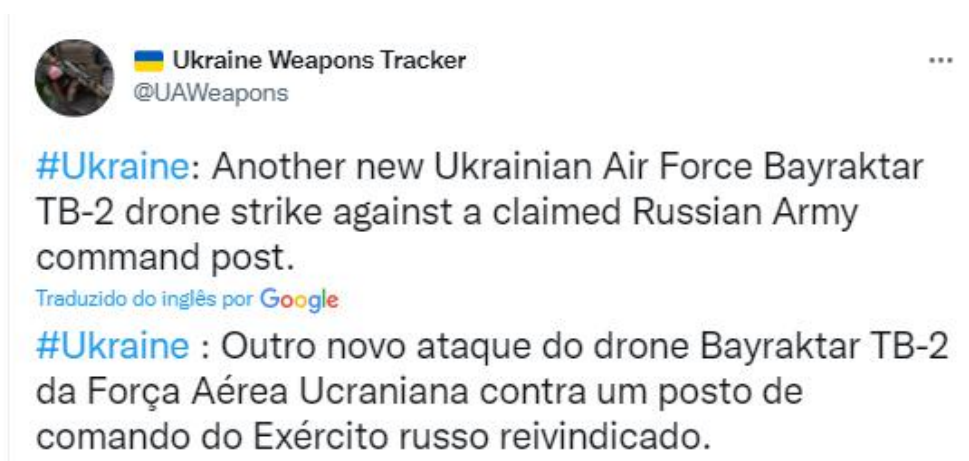 Ukraine Weapons Tracker
@UAWeapons
#Ukraine: Another new Ukrainian Air Force Bayraktar
TB-2 drone strike against a claimed Russian Army
command post.
Traduzido do inglês por Google
#Ukraine : Outro novo ataque do drone Bayraktar TB-2
da Força Aérea Ucraniana contra um posto de
comando do Exército russo reivindicado.